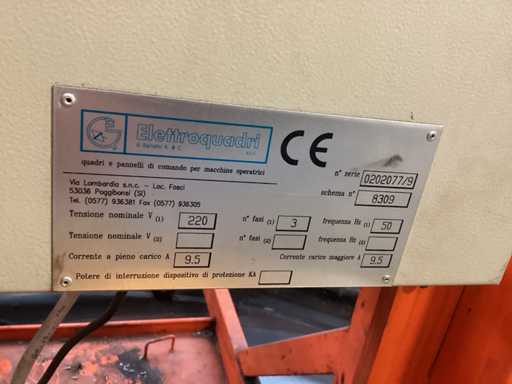 Elettroquadri
s.n.c.
CE
quadri e pannelli di comando per macchine operatrici
n° serie 0202077/9
schema n° 8309
Via Lombardia s.n.c. - Loc. Fosci
53036 Poggibonsi (SI)
Tel. (0577) 936381 Fax (0577) 936305
Tensione nominale V (1) 220 n° fasi (1) 3 frequenza Hz (1) 50
Tensione nominale V (2) n° fasi (2) frequenza Hz (2)
Corrente a pieno carico A 9.5 Corrente carico maggiore A 9.5
Potere di interruzione dispositivo di protezione KA